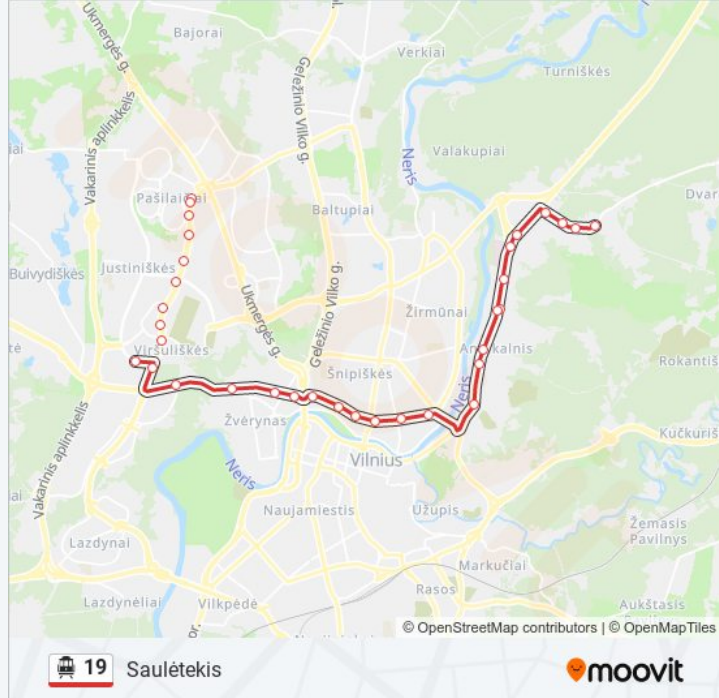 Ukmergės g.
Bajorai
Geležinio Vilko g.
Verkiai
Turniškės
Vakarinis aplinkkelis
Neris
Valakupiai
Pašilaičiai
Dvar
Baltupiai
Justiniškės
Buivydiškės
Ukmergės g.
Geležinio Vilko g.
Žirmūnai
Viršuliškės
Antakalnis
Rokantiš
Šnipiškės
Neris
Žvėrynas
Kučkuriš
Vakarinis aplinkkelis
Neris
Vilnius
Naujamiestis
Užupis
Žemasis
Pavilnys
Lazdynai
Markučiai
Rasos
Lazdynėliai
Vilkpėdė
Aukštasis
© OpenStreetMap contributors | © OpenMapTiles
19 Saulėtekis
moovit